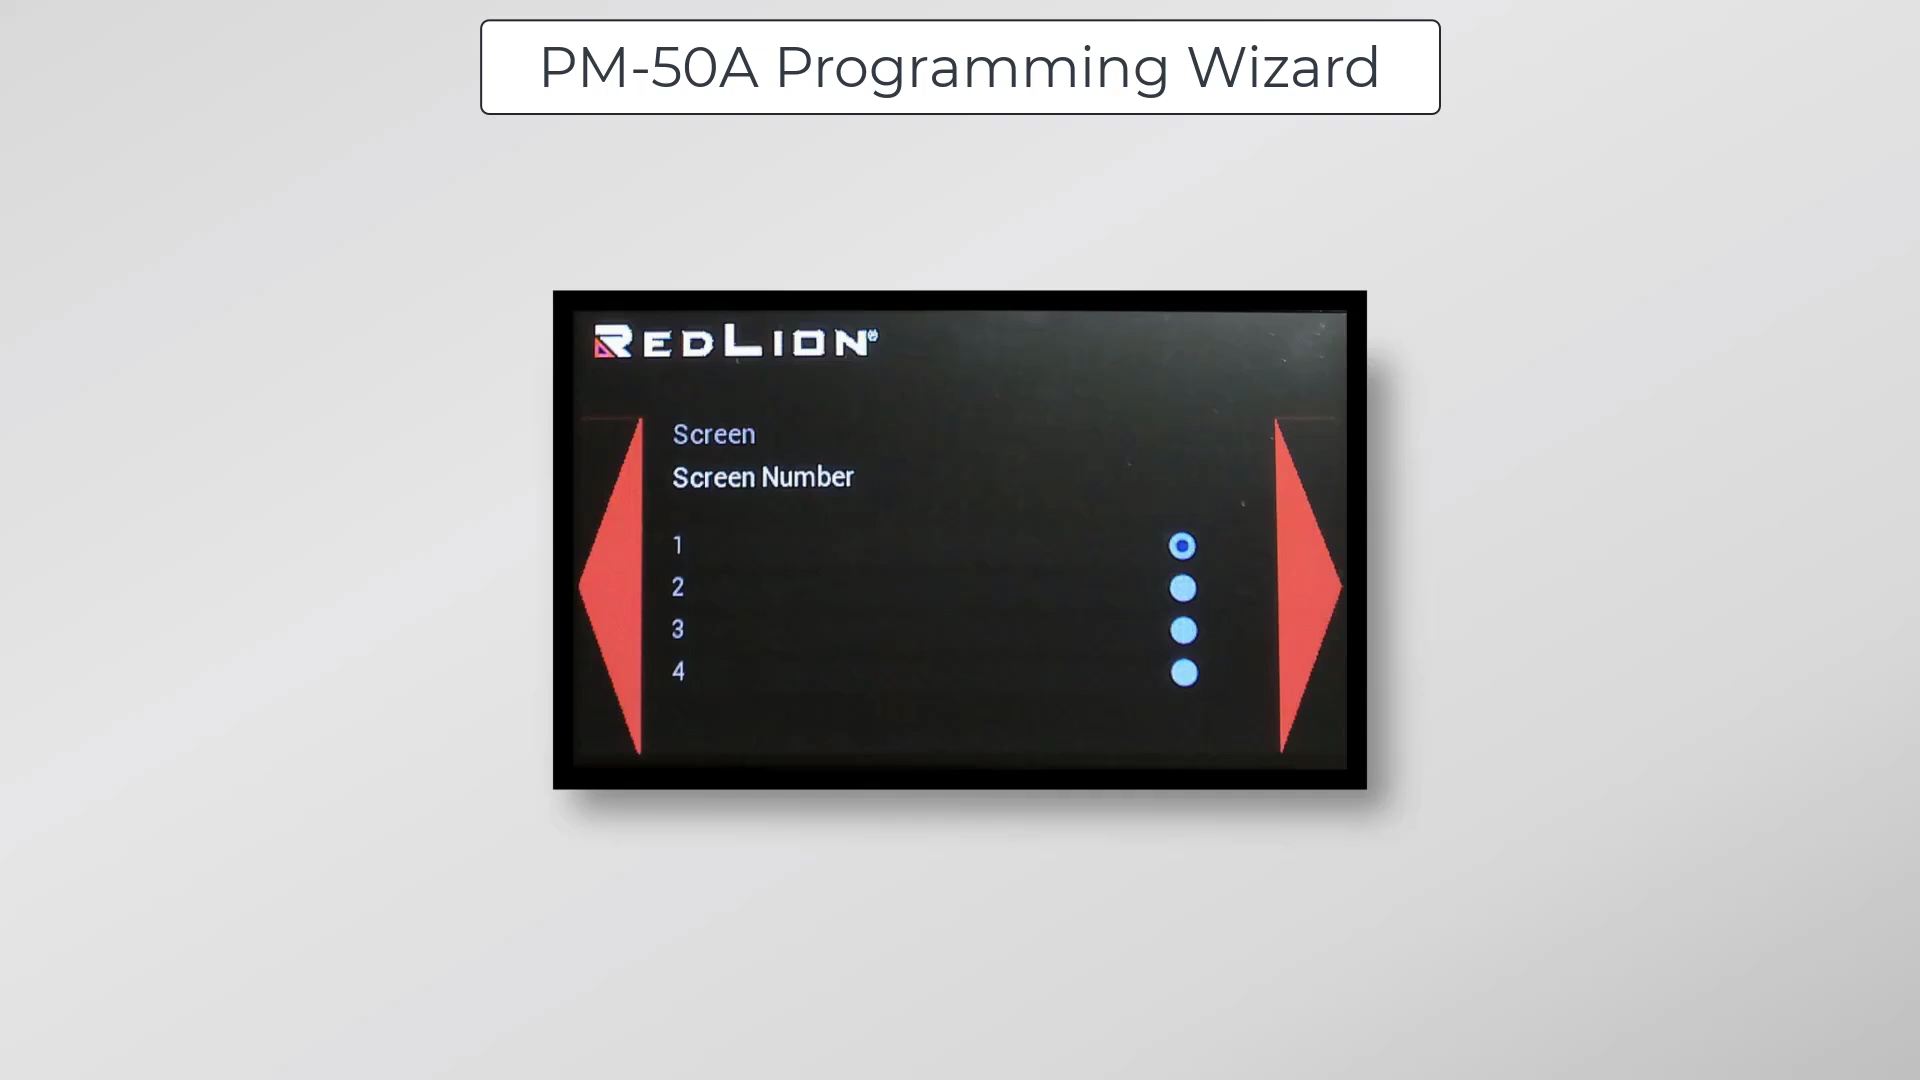 PM-50A Programming Wizard
REDLION®
Screen
Screen Number
1
2
3
4